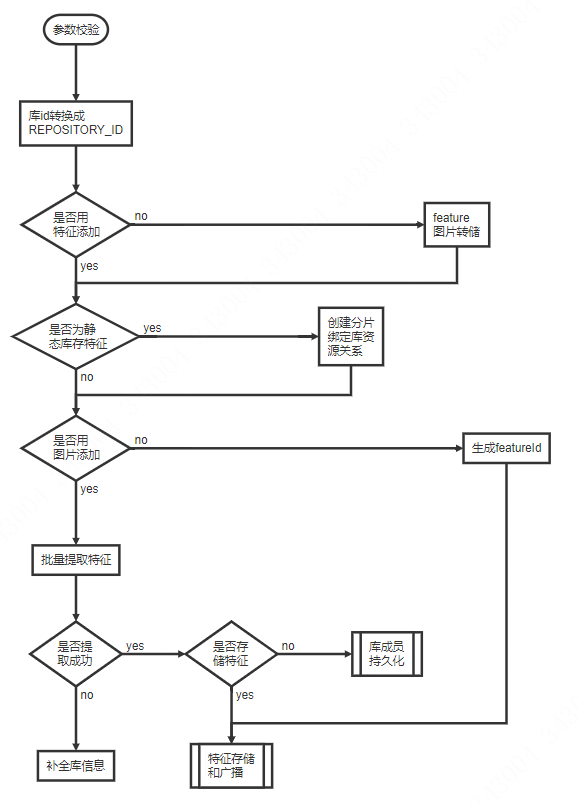 参数校验
库id转换成
REPOSITORY_ID
是否用
特征添加
no
feature
图片转储
yes
是否为静
态库存特征
yes
创建分片
绑定库资
源关系
no
是否用
图片添加
no
生成featureId
yes
批量提取特征
是否提
取成功
yes
是否存
储特征
no
库成员
持久化
no
yes
补全库信息
特征存储
和广播